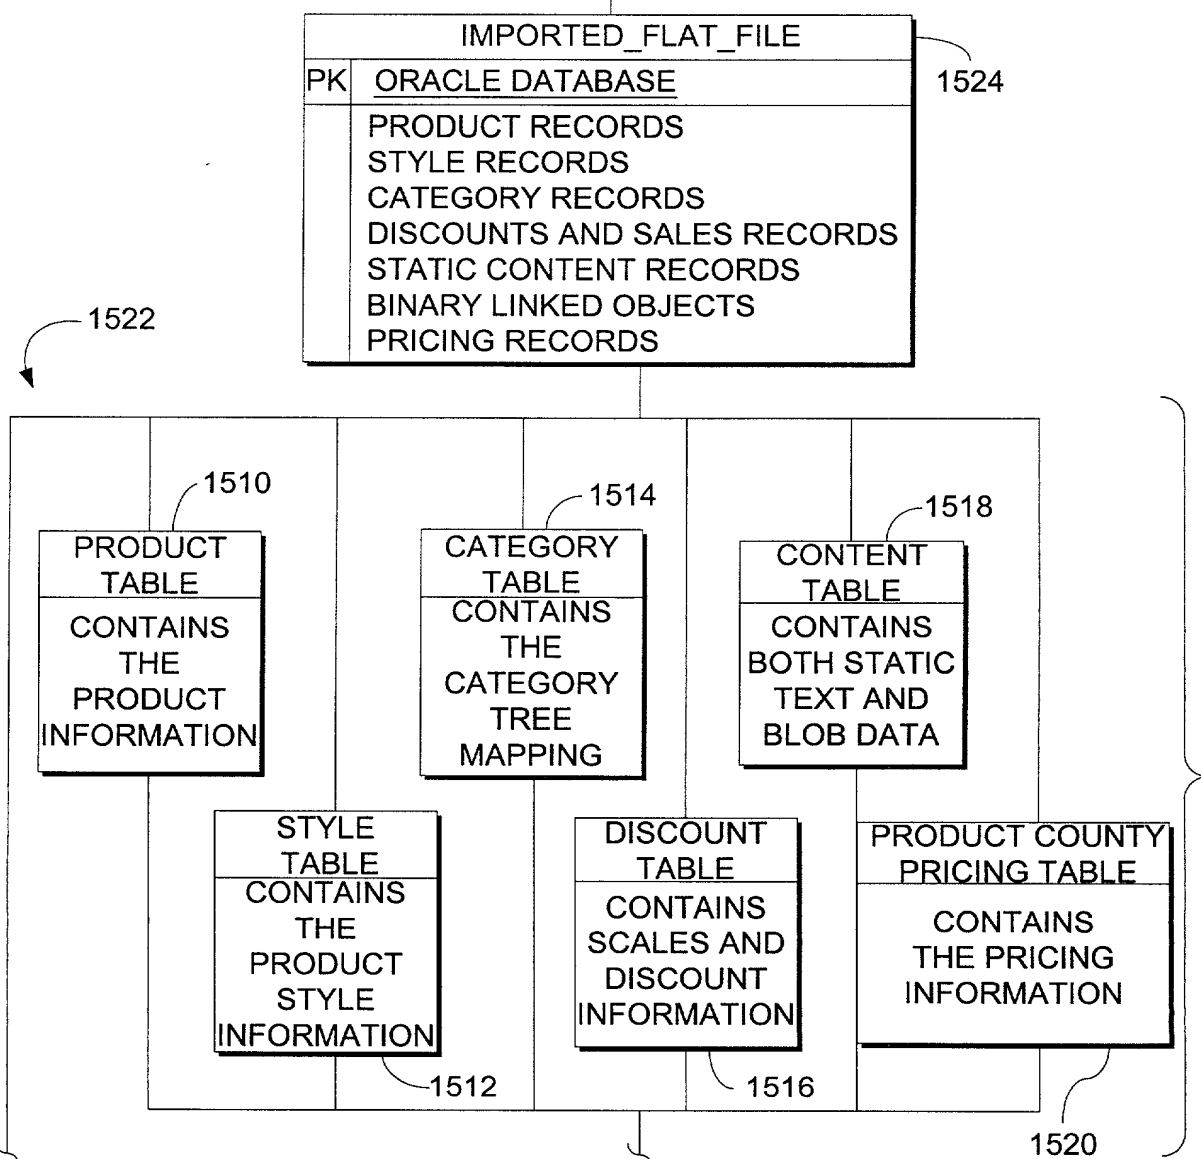 IMPORTED_FLAT_FILE
1524
PK ORACLE DATABASE
PRODUCT RECORDS
STYLE RECORDS
CATEGORY RECORDS
DISCOUNTS AND SALES RECORDS
STATIC CONTENT RECORDS
BINARY LINKED OBJECTS
PRICING RECORDS
1522
1510
PRODUCT
TABLE
CONTAINS
THE
PRODUCT
INFORMATION
1514
CATEGORY
TABLE
CONTAINS
THE
CATEGORY
TREE
MAPPING
1518
CONTENT
TABLE
CONTAINS
BOTH STATIC
TEXT AND
BLOB DATA
STYLE
TABLE
CONTAINS
THE
PRODUCT
STYLE
INFORMATION
1512
DISCOUNT
TABLE
CONTAINS
SCALES AND
DISCOUNT
INFORMATION
1516
PRODUCT COUNTY
PRICING TABLE
CONTAINS
THE PRICING
INFORMATION
1520